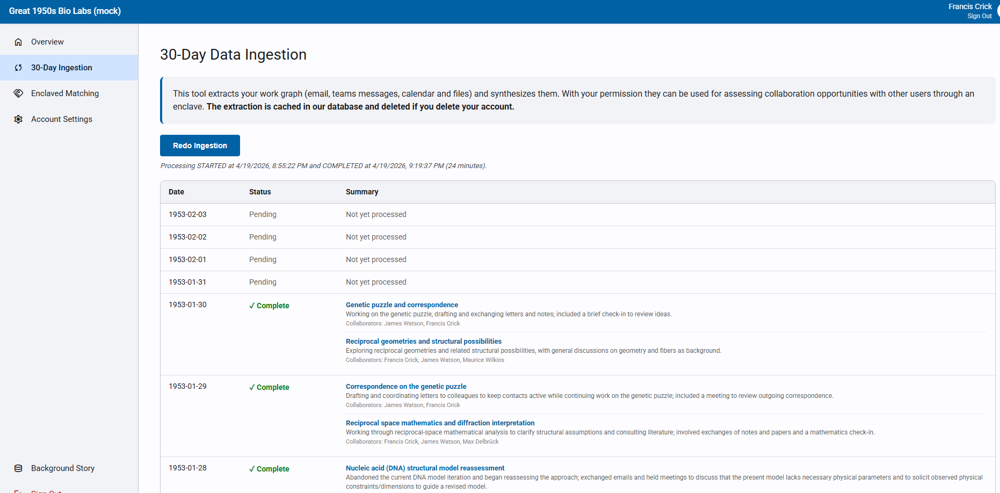 Great 1950s Bio Labs (mock)
Francis Crick
Sign Out
Overview
30-Day Ingestion
Enclaved Matching
Account Settings
Background Story
Sign Out
30-Day Data Ingestion
This tool extracts your work graph (email, teams messages, calendar and files) and synthesizes them. With your permission they can be used for assessing collaboration opportunities with other users through an
enclave. The extraction is cached in our database and deleted if you delete your account.
Redo Ingestion
Processing STARTED at 4/19/2026, 8:55:22 PM and COMPLETED at 4/19/2026, 9:19:37 PM (24 minutes).
Date Status Summary
1953-02-03 Pending Not yet processed
1953-02-02 Pending Not yet processed
1953-02-01 Pending Not yet processed
1953-01-31 Pending Not yet processed
1953-01-30 ✓ Complete Genetic puzzle and correspondence
Working on the genetic puzzle, drafting and exchanging letters and notes; included a brief check-in to review ideas.
Collaborators: James Watson, Francis Crick
Reciprocal geometries and structural possibilities
Exploring reciprocal geometries and related structural possibilities, with general discussions on geometry and fibers as background.
Collaborators: Francis Crick, James Watson, Maurice Wilkins
1953-01-29 ✓ Complete Correspondence on the genetic puzzle
Drafting and coordinating letters to colleagues to keep contacts active while continuing work on the genetic puzzle; included a meeting to review outgoing correspondence.
Collaborators: James Watson, Francis Crick
Reciprocal space mathematics and diffraction interpretation
Working through reciprocal-space mathematical analysis to clarify structural assumptions and consulting literature; involved exchanges of notes and papers and a mathematics check-in.
Collaborators: Francis Crick, James Watson, Max Delbrück
1953-01-28 ✓ Complete Nucleic acid (DNA) structural model reassessment
Abandoned the current DNA model iteration and began reassessing the approach; exchanged emails and held meetings to discuss that the present model lacks necessary physical parameters and to solicit observed physical
constraints/dimensions to guide a revised model.